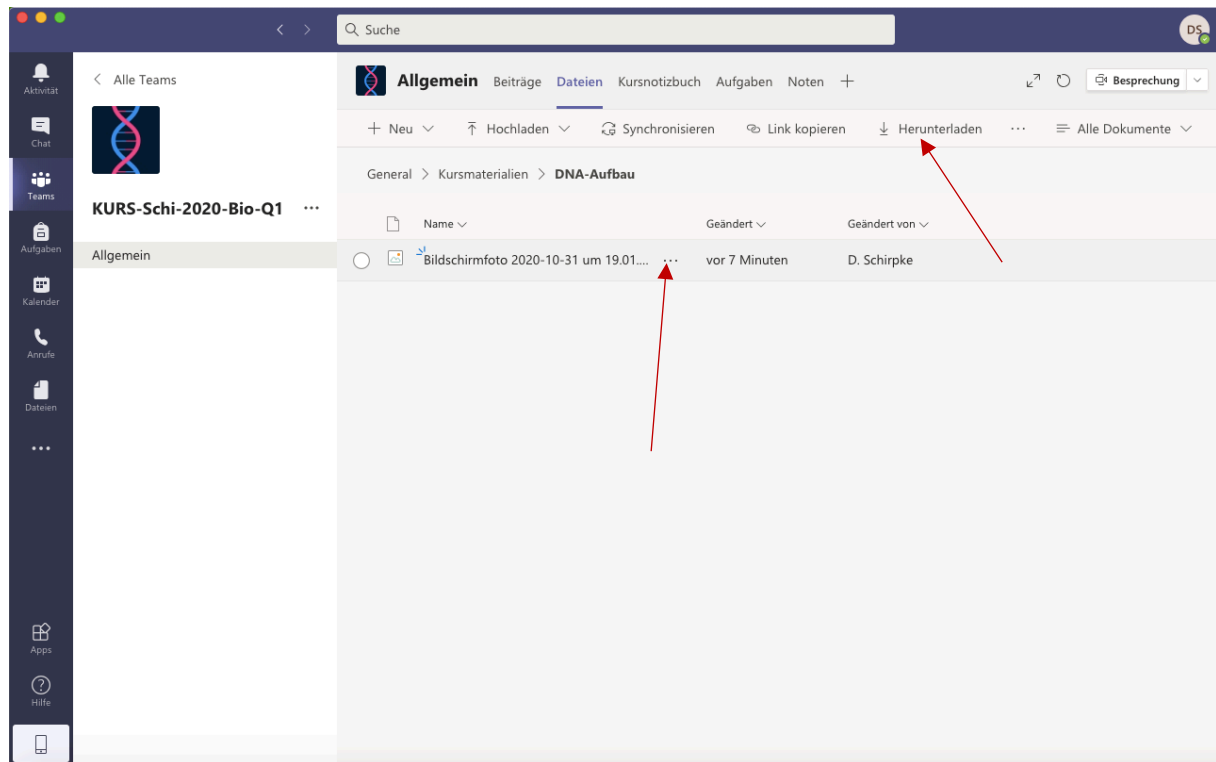 Suche
DS
Aktivität
Chat
Teams
Aufgaben
Kalender
Anrufe
Dateien
Apps
Hilfe
Alle Teams
KURS-Schi-2020-Bio-Q1 ...
Allgemein
Allgemein Beiträge Dateien Kursnotizbuch Aufgaben Noten + Besprechung
+ Neu Hochladen Synchronisieren Link kopieren Herunterladen ... Alle Dokumente
General > Kursmaterialien > DNA-Aufbau
Name Geändert Geändert von
Bildschirmfoto 2020-10-31 um 19.01.... ... vor 7 Minuten D. Schirpke